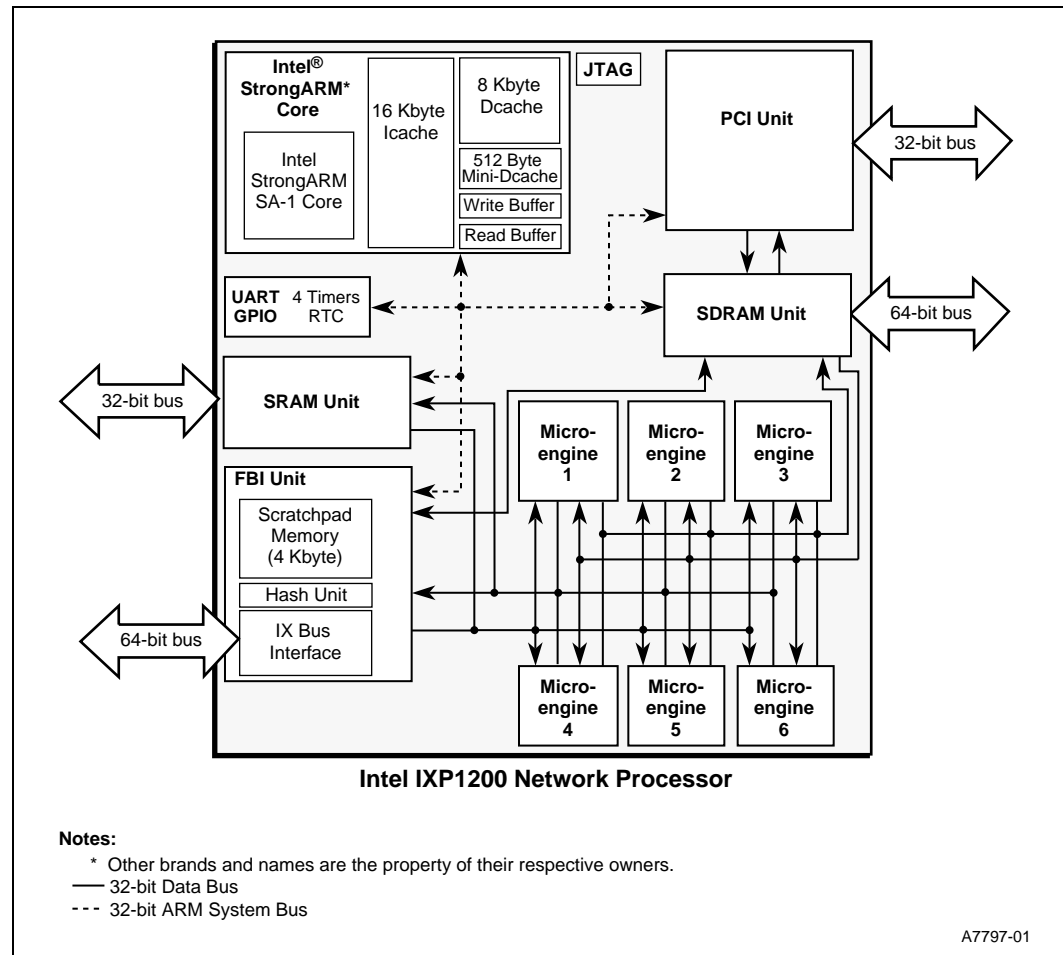 Intel®
StrongARM*
Core
Intel
StrongARM
SA-1 Core
16 Kbyte
Icache
8 Kbyte
Dcache
512 Byte
Mini-Dcache
Write Buffer
Read Buffer
JTAG
PCI Unit
32-bit bus
UART 4 Timers
GPIO RTC
SDRAM Unit
64-bit bus
32-bit bus
SRAM Unit
FBI Unit
Scratchpad
Memory
(4 Kbyte)
Hash Unit
IX Bus
Interface
64-bit bus
Micro-
engine
1
Micro-
engine
2
Micro-
engine
3
Micro-
engine
4
Micro-
engine
5
Micro-
engine
6
Intel IXP1200 Network Processor
Notes:
* Other brands and names are the property of their respective owners.
32-bit Data Bus
32-bit ARM System Bus
A7797-01